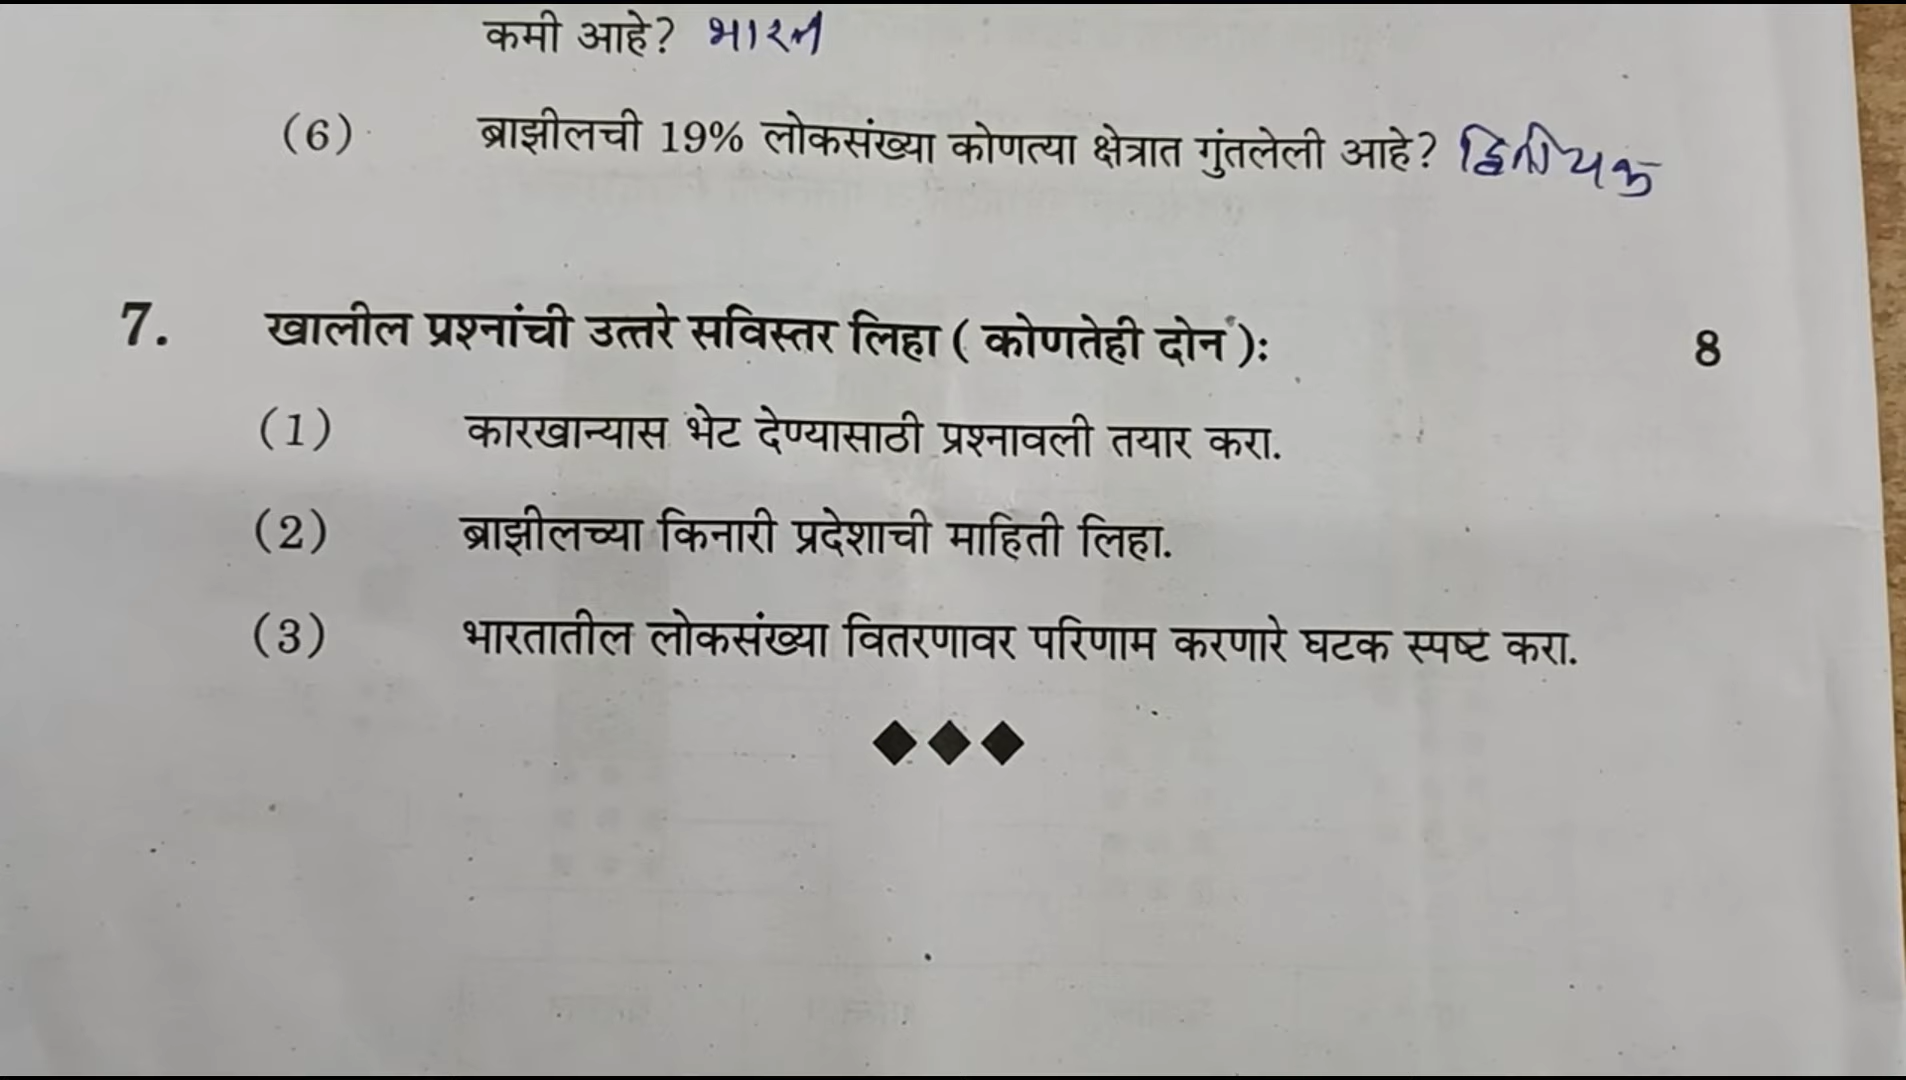 कमी आहे? भारत
(6) ब्राझीलची 19% लोकसंख्या कोणत्या क्षेत्रात गुंतलेली आहे? द्वितीयक
7. खालील प्रश्नांची उत्तरे सविस्तर लिहा ( कोणतेही दोन ): 8
(1) कारखान्यास भेट देण्यासाठी प्रश्नावली तयार करा.
(2) ब्राझीलच्या किनारी प्रदेशाची माहिती लिहा.
(3) भारतातील लोकसंख्या वितरणावर परिणाम करणारे घटक स्पष्ट करा.